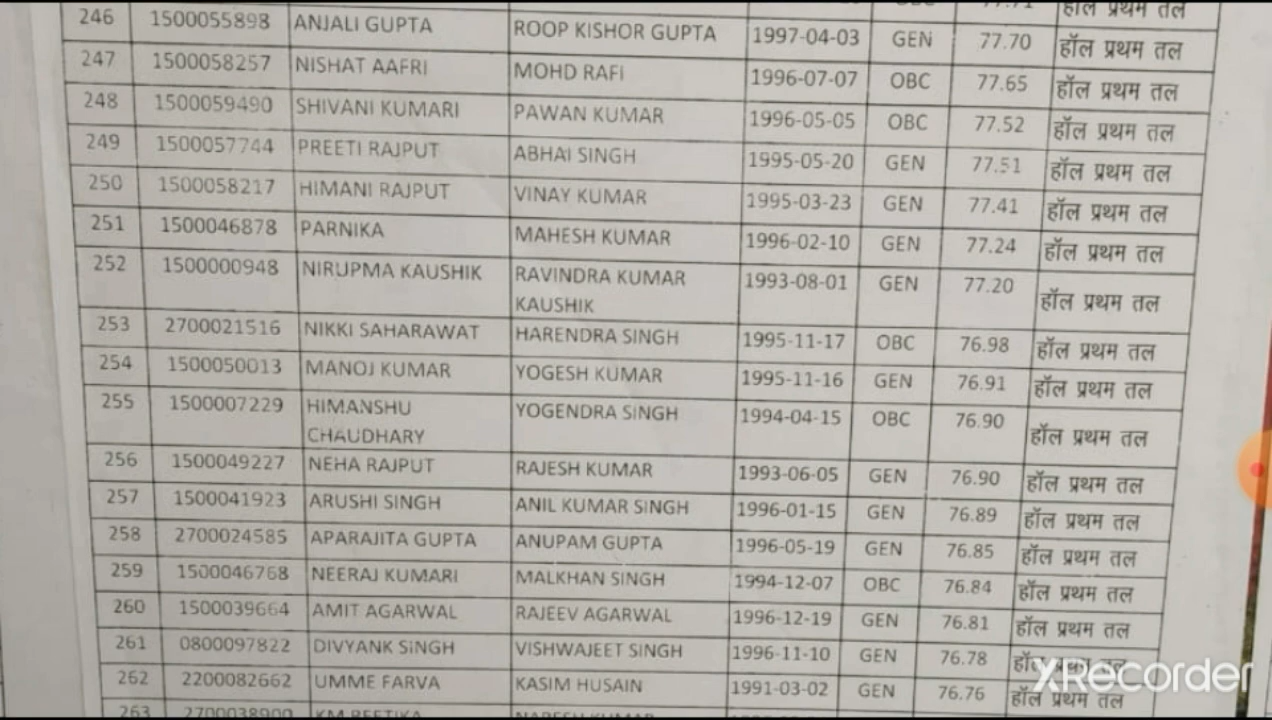 77.71 हॉल प्रथम तल
246 1500055898 ANJALI GUPTA ROOP KISHOR GUPTA 1997-04-03 GEN 77.70 हॉल प्रथम तल
247 1500058257 NISHAT AAFRI MOHD RAFI 1996-07-07 OBC 77.65 हॉल प्रथम तल
248 1500059490 SHIVANI KUMARI PAWAN KUMAR 1996-05-05 OBC 77.52 हॉल प्रथम तल
249 1500057744 PREETI RAJPUT ABHAI SINGH 1995-05-20 GEN 77.51 हॉल प्रथम तल
250 1500058217 HIMANI RAJPUT VINAY KUMAR 1995-03-23 GEN 77.41 हॉल प्रथम तल
251 1500046878 PARNIKA MAHESH KUMAR 1996-02-10 GEN 77.24 हॉल प्रथम तल
252 1500000948 NIRUPMA KAUSHIK RAVINDRA KUMAR 1993-08-01 GEN 77.20 हॉल प्रथम तल
KAUSHIK
253 2700021516 NIKKI SAHARAWAT HARENDRA SINGH 1995-11-17 OBC 76.98 हॉल प्रथम तल
254 1500050013 MANOJ KUMAR YOGESH KUMAR 1995-11-16 GEN 76.91 हॉल प्रथम तल
255 1500007229 HIMANSHU YOGENDRA SINGH 1994-04-15 OBC 76.90 हॉल प्रथम तल
CHAUDHARY
256 1500049227 NEHA RAJPUT RAJESH KUMAR 1993-06-05 GEN 76.90 हॉल प्रथम तल
257 1500041923 ARUSHI SINGH ANIL KUMAR SINGH 1996-01-15 GEN 76.89 हॉल प्रथम तल
258 2700024585 APARAJITA GUPTA ANUPAM GUPTA 1996-05-19 GEN 76.85 हॉल प्रथम तल
259 1500046768 NEERAJ KUMARI MALKHAN SINGH 1994-12-07 OBC 76.84 हॉल प्रथम तल
260 1500039664 AMIT AGARWAL RAJEEV AGARWAL 1996-12-19 GEN 76.81 हॉल प्रथम तल
261 0800097822 DIVYANK SINGH VISHWAJEET SINGH 1996-11-10 GEN 76.78
XRecorder
262 2200082662 UMME FARVA KASIM HUSAIN 1991-03-02 GEN 76.76 हॉल प्रथम तल
263 2700038900 KM REETIKA NARESH KUMAR